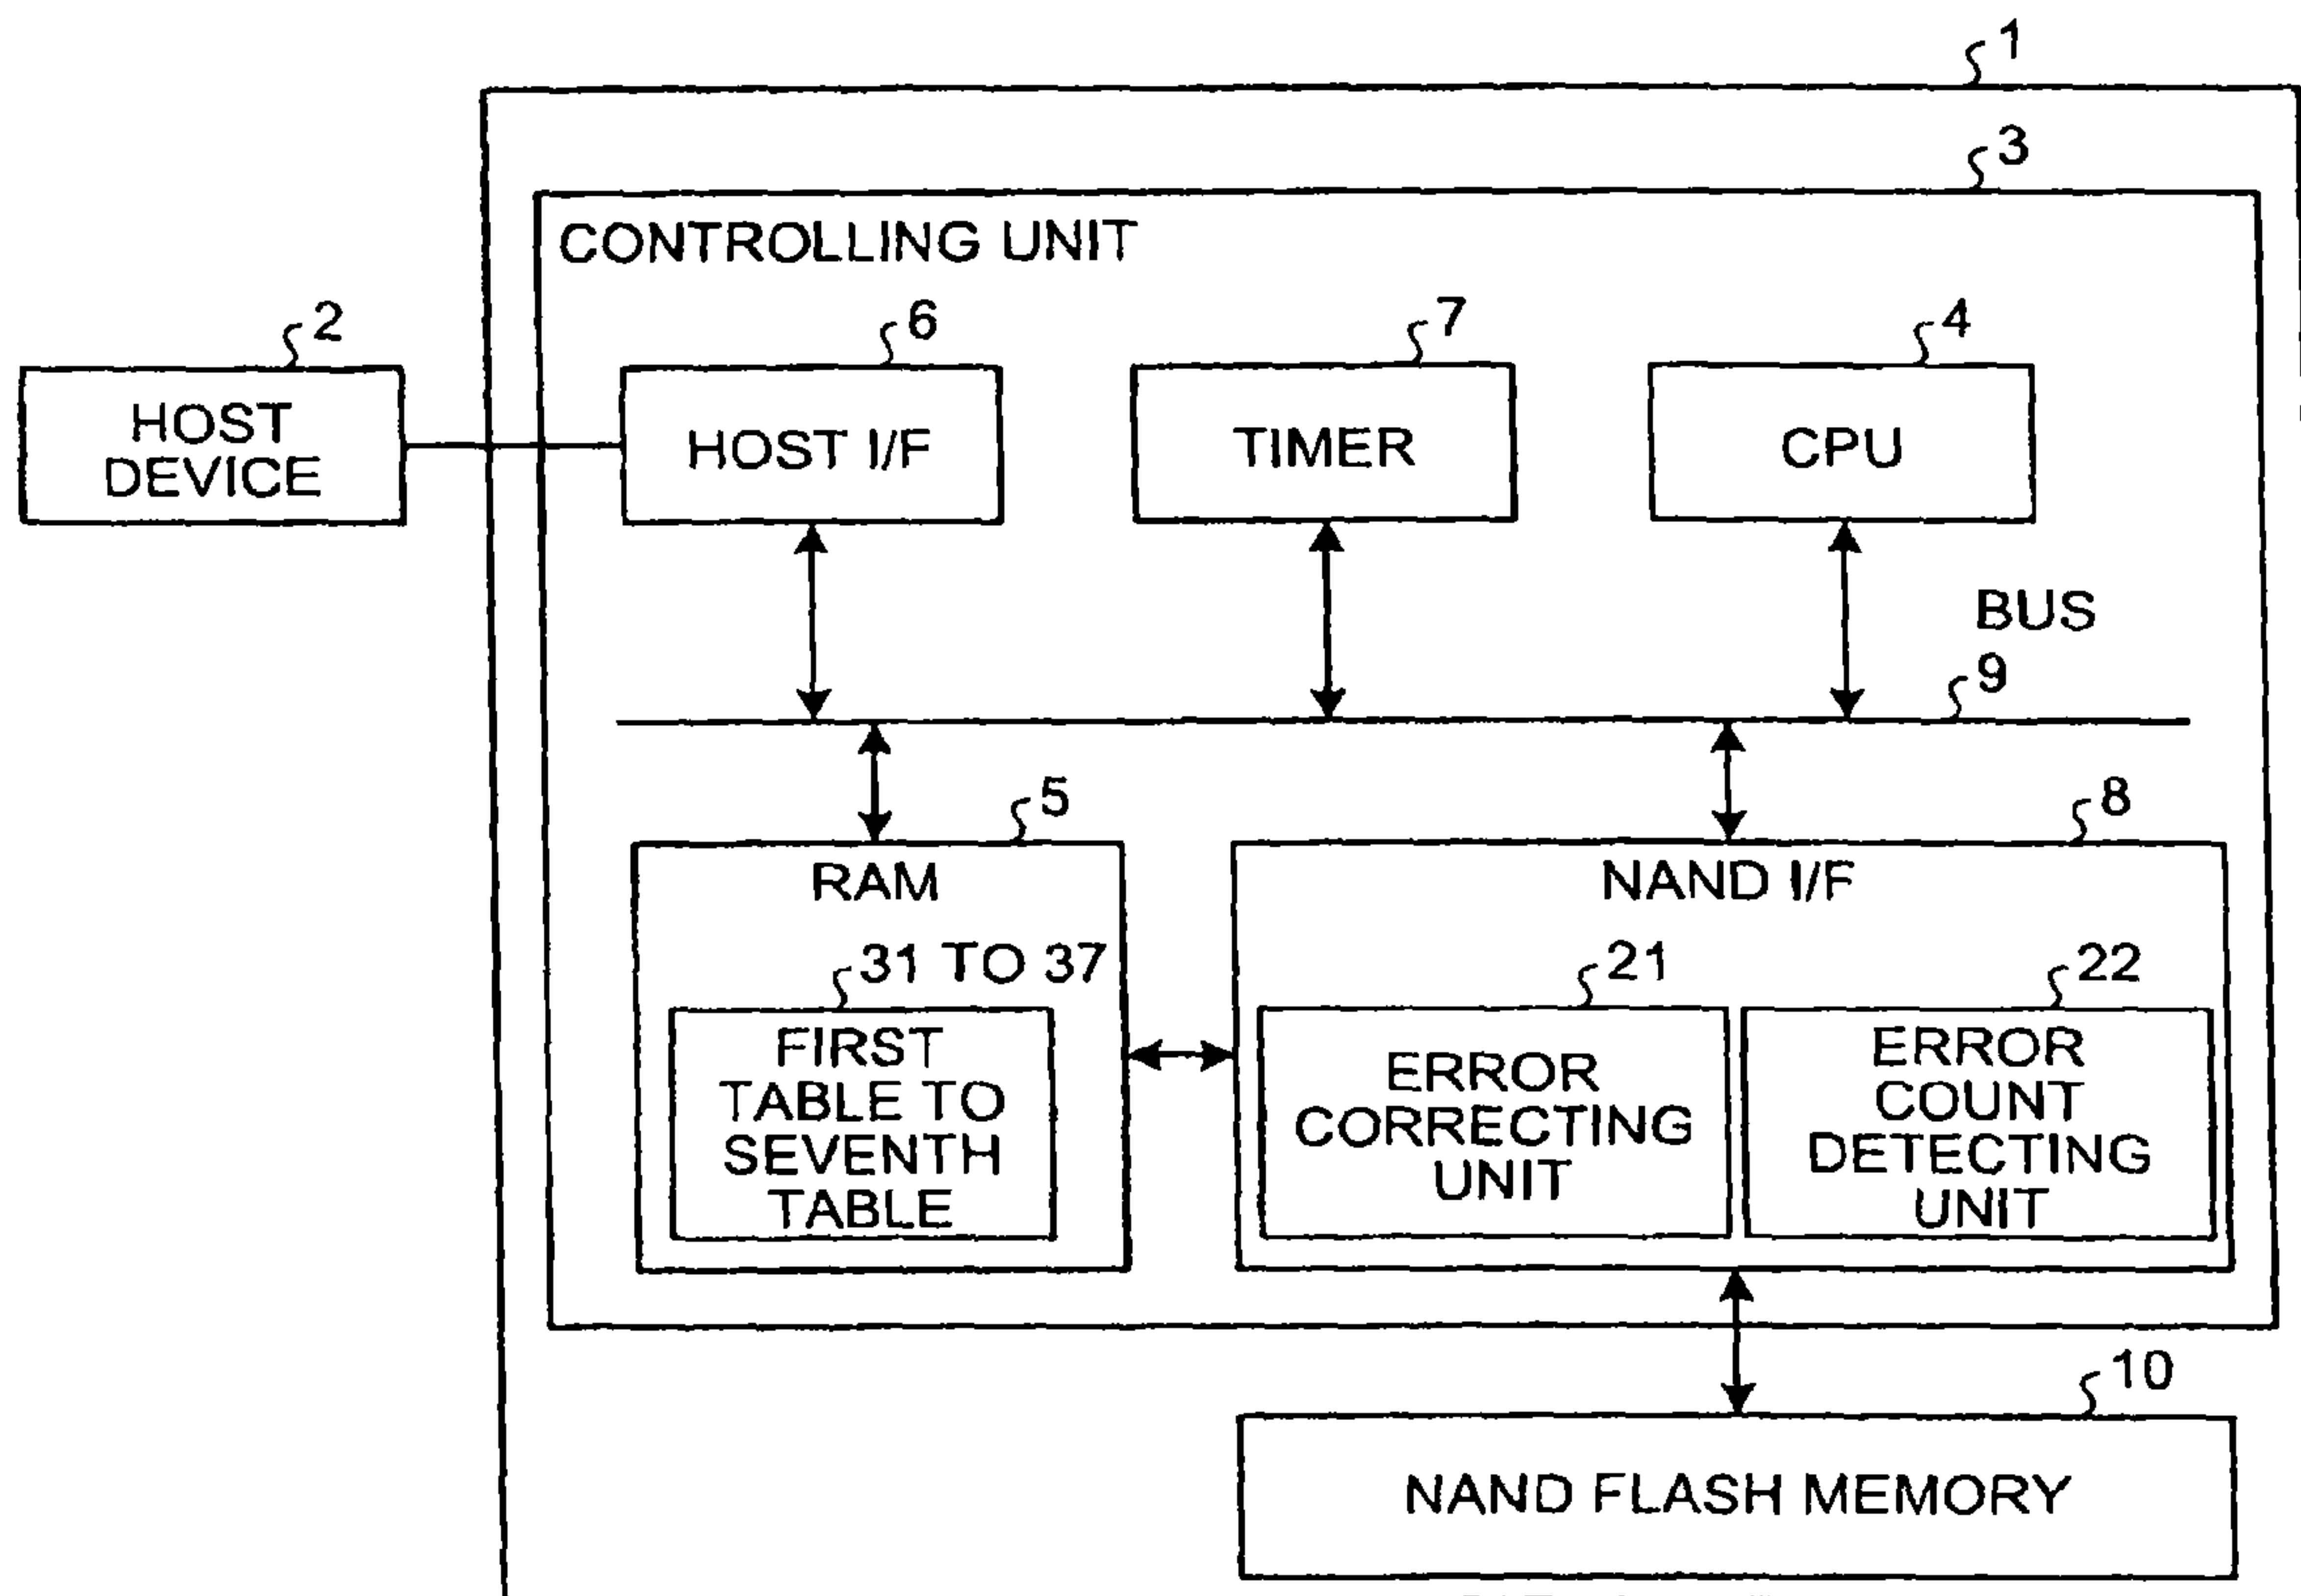 1
3
CONTROLLING UNIT
2
6
7
4
HOST
DEVICE
HOST I/F
TIMER
CPU
BUS
9
5
8
RAM
NAND I/F
31 TO 37
21
22
FIRST
TABLE TO
SEVENTH
TABLE
ERROR
CORRECTING
UNIT
ERROR
COUNT
DETECTING
UNIT
10
NAND FLASH MEMORY